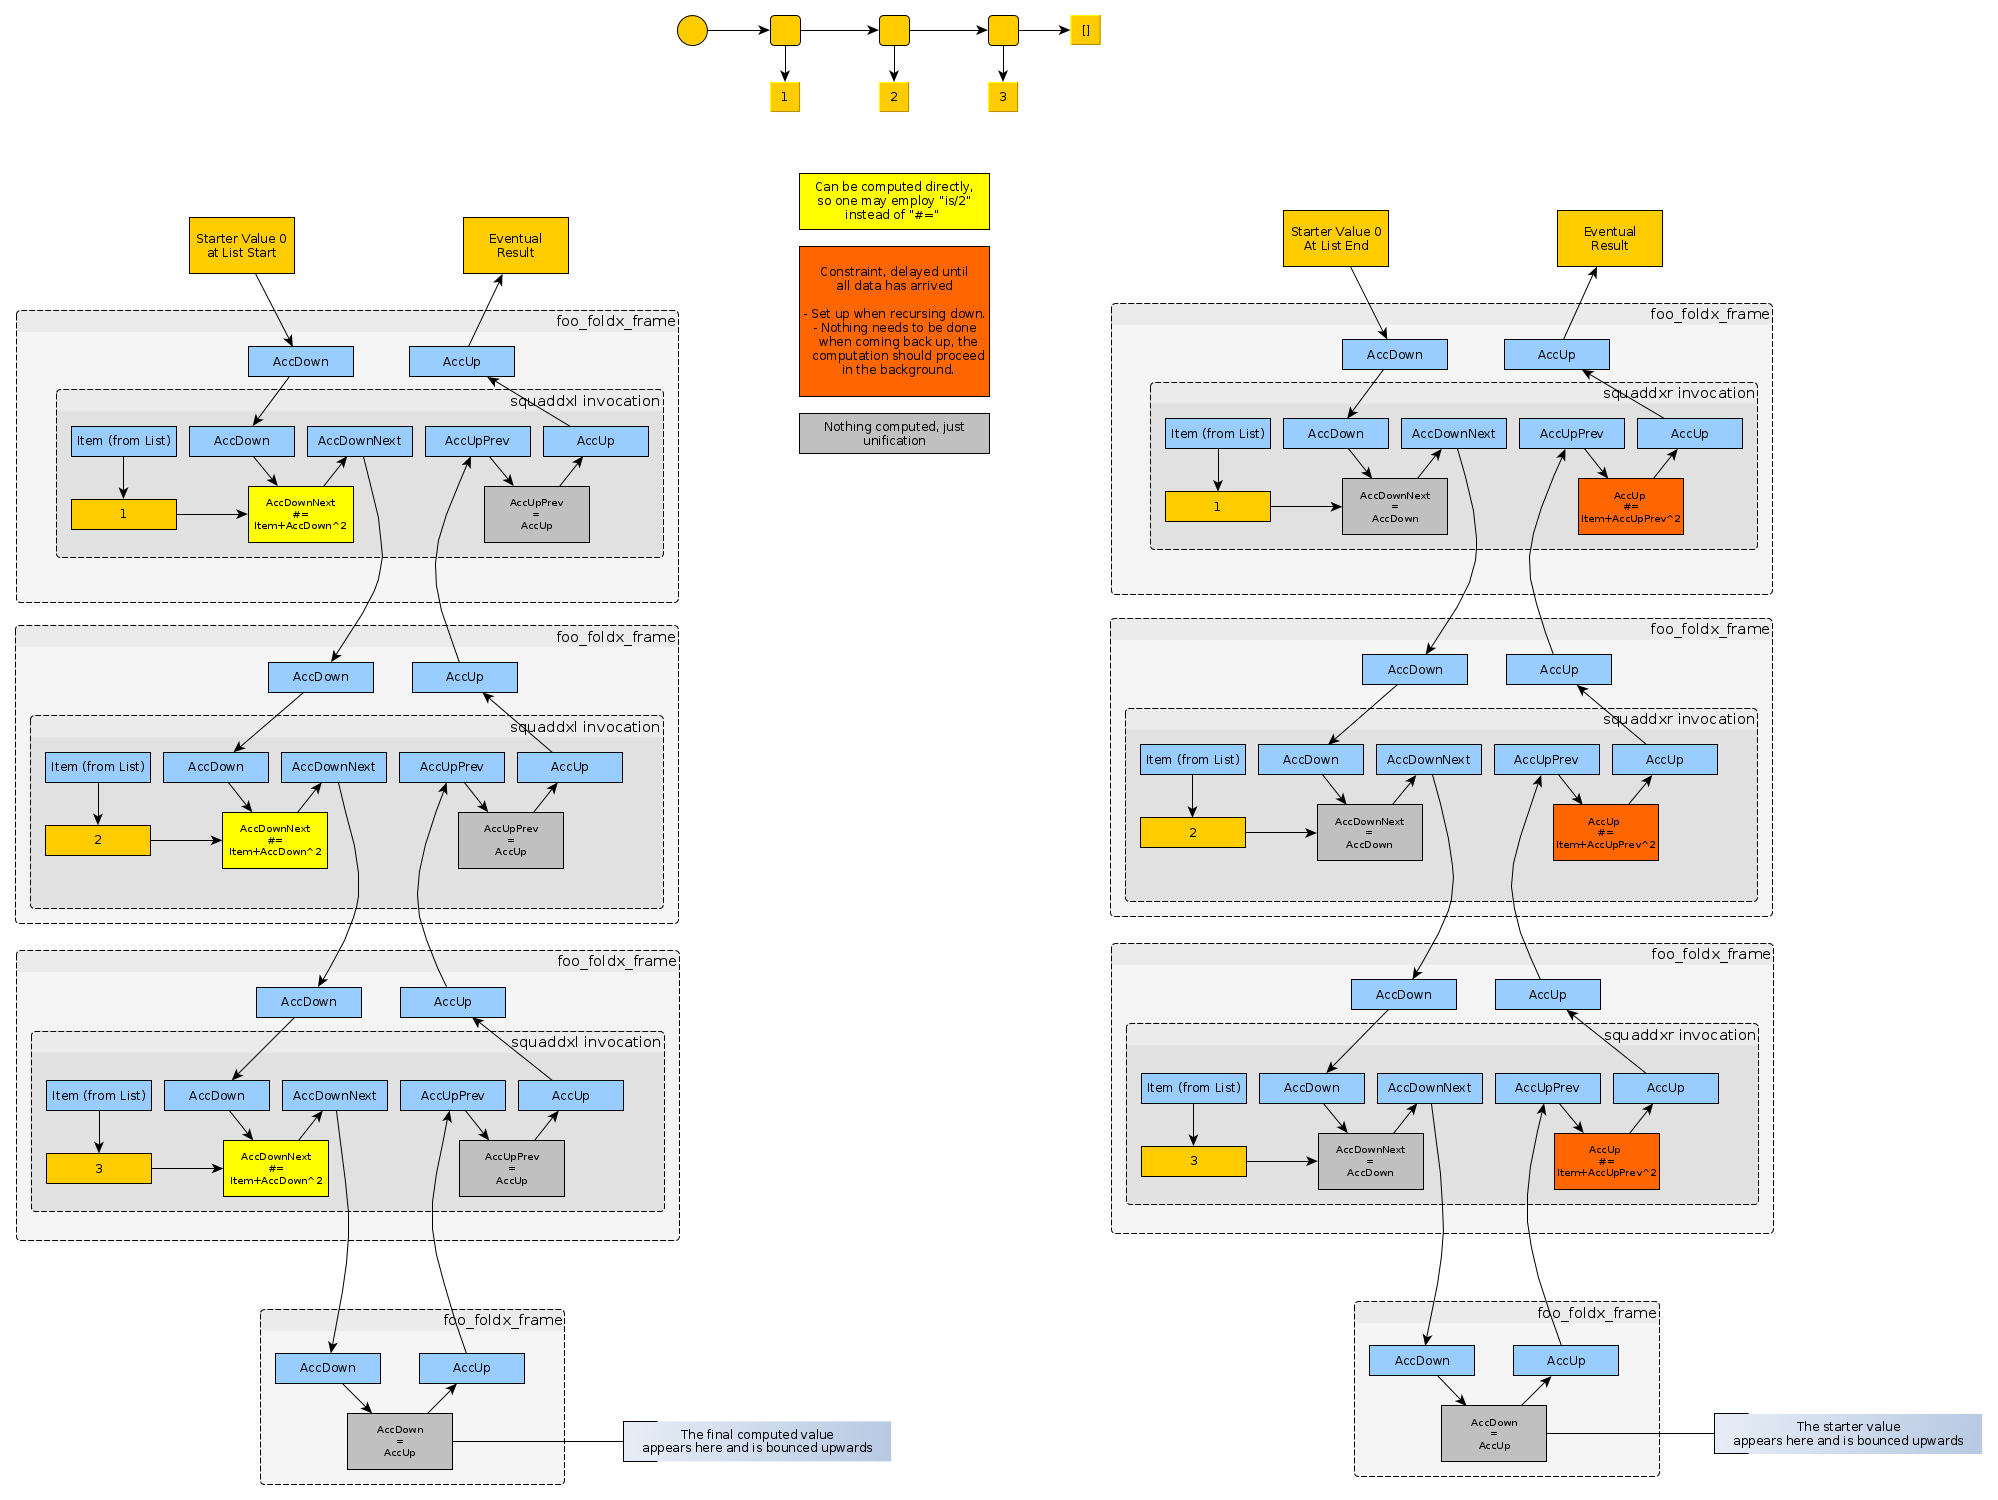 []
1
2
3
Can be computed directly,
so one may employ "is/2"
instead of "#="
Constraint, delayed until
all data has arrived
- Set up when recursing down.
- Nothing needs to be done
when coming back up, the
computation should proceed
in the background.
Nothing computed, just
unification
Starter Value 0
at List Start
Eventual
Result
foo_foldx_frame
AccDown
AccUp
squaddxl invocation
Item (from List)
AccDown
AccDownNext
AccUpPrev
AccUp
1
AccDownNext
#=
Item+AccDown^2
AccUpPrev
=
AccUp
foo_foldx_frame
AccDown
AccUp
squaddxl invocation
Item (from List)
AccDown
AccDownNext
AccUpPrev
AccUp
2
AccDownNext
#=
Item+AccDown^2
AccUpPrev
=
AccUp
foo_foldx_frame
AccDown
AccUp
squaddxl invocation
Item (from List)
AccDown
AccDownNext
AccUpPrev
AccUp
3
AccDownNext
#=
Item+AccDown^2
AccUpPrev
=
AccUp
foo_foldx_frame
AccDown
AccUp
AccDown
=
AccUp
The final computed value
appears here and is bounced upwards
Starter Value 0
At List End
Eventual
Result
foo_foldx_frame
AccDown
AccUp
squaddxr invocation
Item (from List)
AccDown
AccDownNext
AccUpPrev
AccUp
1
AccDownNext
=
AccDown
AccUp
#=
Item+AccUpPrev^2
foo_foldx_frame
AccDown
AccUp
squaddxr invocation
Item (from List)
AccDown
AccDownNext
AccUpPrev
AccUp
2
AccDownNext
=
AccDown
AccUp
#=
Item+AccUpPrev^2
foo_foldx_frame
AccDown
AccUp
squaddxr invocation
Item (from List)
AccDown
AccDownNext
AccUpPrev
AccUp
3
AccDownNext
=
AccDown
AccUp
#=
Item+AccUpPrev^2
foo_foldx_frame
AccDown
AccUp
AccDown
=
AccUp
The starter value
appears here and is bounced upwards